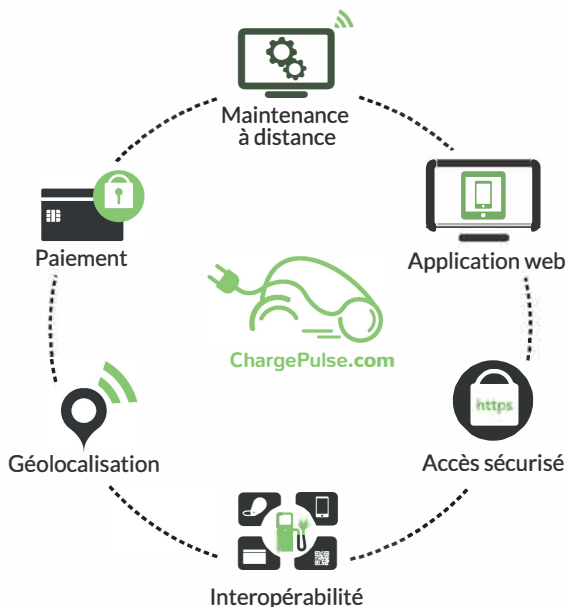 Maintenance
à distance
Paiement
Application web
ChargePulse.com
https
Géolocalisation
Accès sécurisé
Interopérabilité